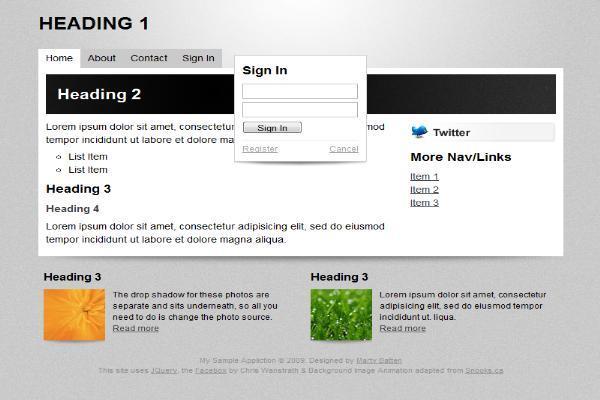 HEADING 1
Home About Contact Sign In
Sign In
Heading 2
Sign In
Register Cancel
Lorem ipsum dolor sit amet, consectetur
tempor incididunt ut labore et dolore magna
List Item
List Item
Heading 3
Heading 4
Lorem ipsum dolor sit amet, consectetur adipisicing elit, sed do eiusmod
tempor incididunt ut labore et dolore magna aliqua.
Twitter
More Nav/Links
Item 1
Item 2
Item 3
Heading 3
The drop shadow for these photos are
separate and sits underneath, so all you
need to do is change the photo source.
Read more
Heading 3
Lorem ipsum dolor sit amet, consectetur
adipisicing elit, sed do eiusmod tempor
incididunt ut. liqua.
Read more
My Sample Appliction © 2009. Designed by Marty Batten
This site uses JQuery, the Facebox by Chris Wanstrath & Background Image Animation adapted from Snooks.ca